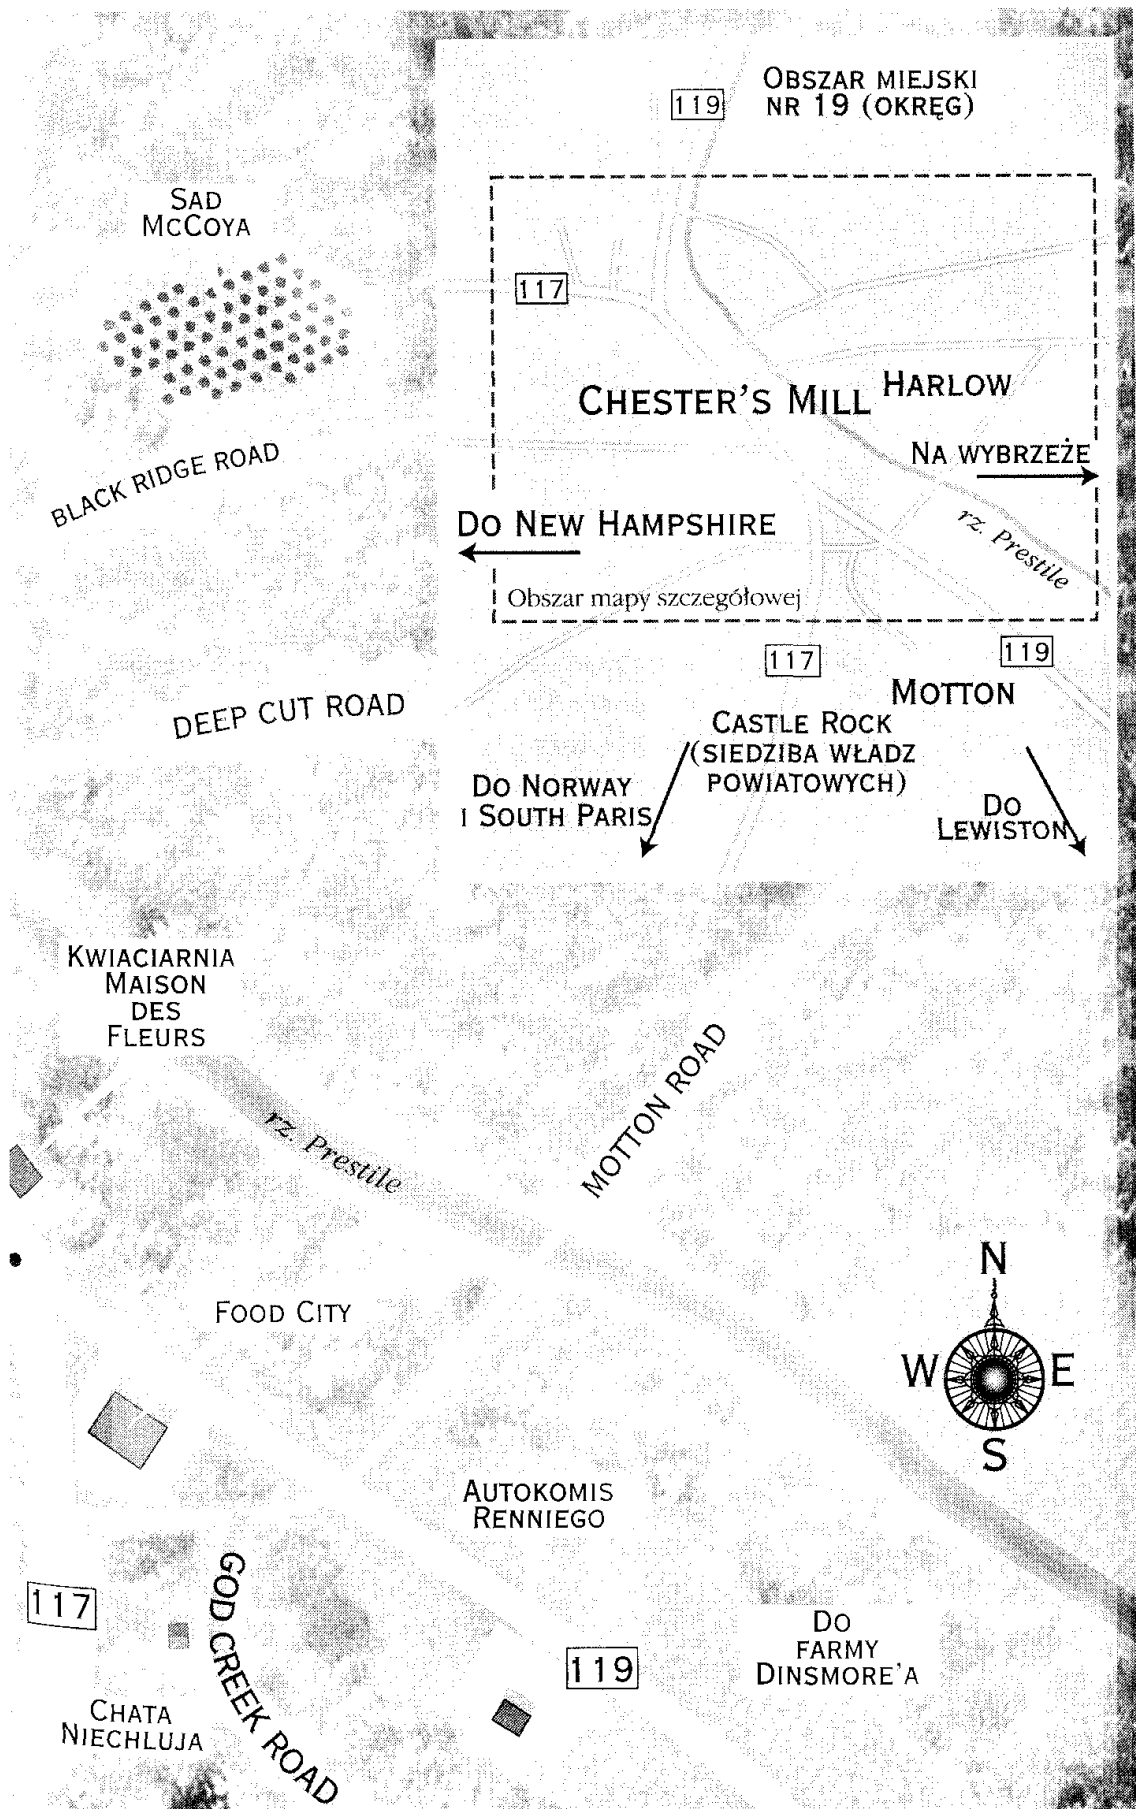 OBSZAR MIEJSKI
NR 19 (OKRĘG)
119
SAD
MCCOYA
117
CHESTER'S MILL
HARLOW
NA WYBRZEŻE
BLACK RIDGE ROAD
DO NEW HAMPSHIRE
rz. Prestile
Obszar mapy szczegółowej
117
119
MOTTON
DEEP CUT ROAD
CASTLE ROCK
(SIEDZIBA WŁADZ
POWIATOWYCH)
DO NORWAY
I SOUTH PARIS
DO
LEWISTON
KWIACIARNIA
MAISON
DES
FLEURS
rz. Prestile
MOTTON ROAD
N
W
E
S
FOOD CITY
AUTOKOMIS
RENNIEGO
117
GOD CREEK ROAD
119
DO
FARMY
DINSMORE'A
CHATA
NIECHLUJA